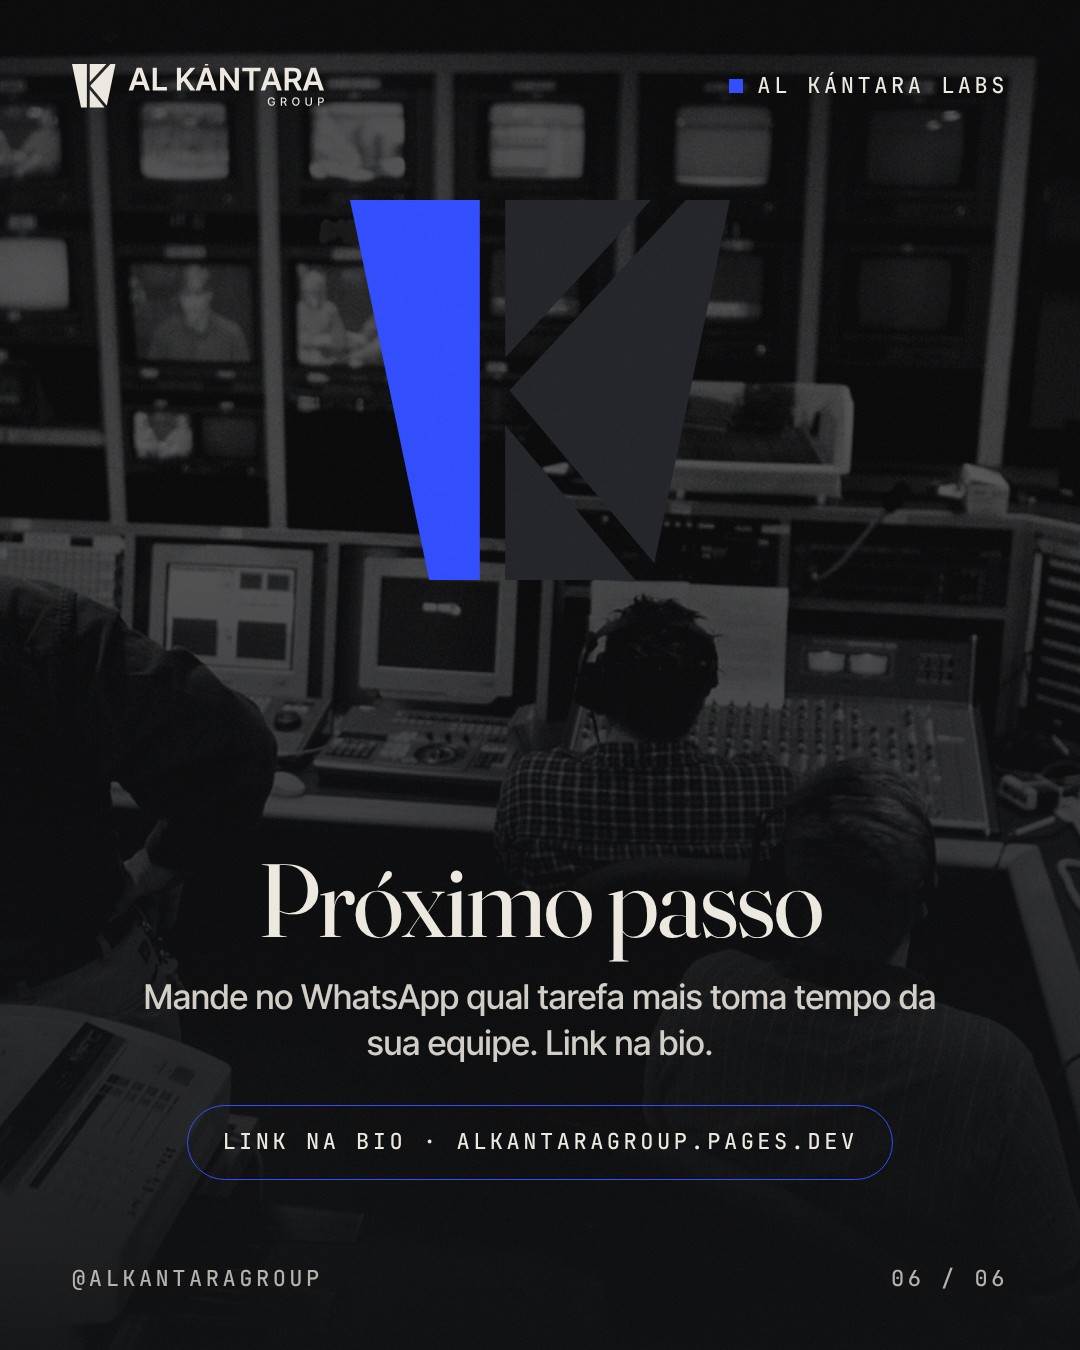 AL KÁNTARA
GROUP
AL KÁNTARA LABS
Próximo passo
Mande no WhatsApp qual tarefa mais toma tempo da
sua equipe. Link na bio.
LINK NA BIO · ALKANTARAGROUP.PAGES.DEV
@ALKANTARAGROUP
06 / 06